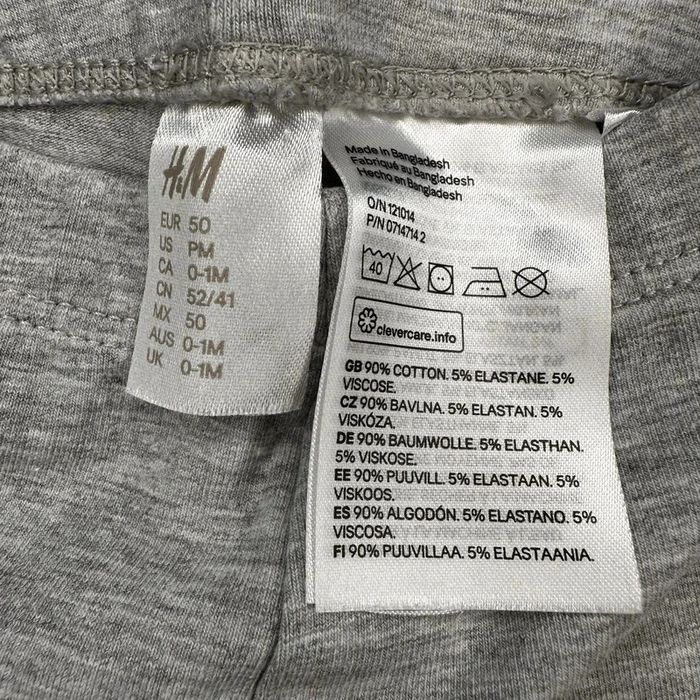 H&M
EUR 50
US PM
CA 0-1M
CN 52/41
MX 50
AUS 0-1M
UK 0-1M
Made in Bangladesh
Fabriqué au Bangladesh
Hecho en Bangladesh
O/N 121014
P/N 0714714 2
40
clevercare.info
GB 90% COTTON. 5% ELASTANE. 5%
VISCOSE.
CZ 90% BAVLNA. 5% ELASTAN. 5%
VISKÓZA.
DE 90% BAUMWOLLE. 5% ELASTHAN.
5% VISKOSE.
EE 90% PUUVILL. 5% ELASTAAN. 5%
VISKOOS.
ES 90% ALGODÓN. 5% ELASTANO. 5%
VISCOSA.
FI 90% PUUVILLAA. 5% ELASTAANIA.